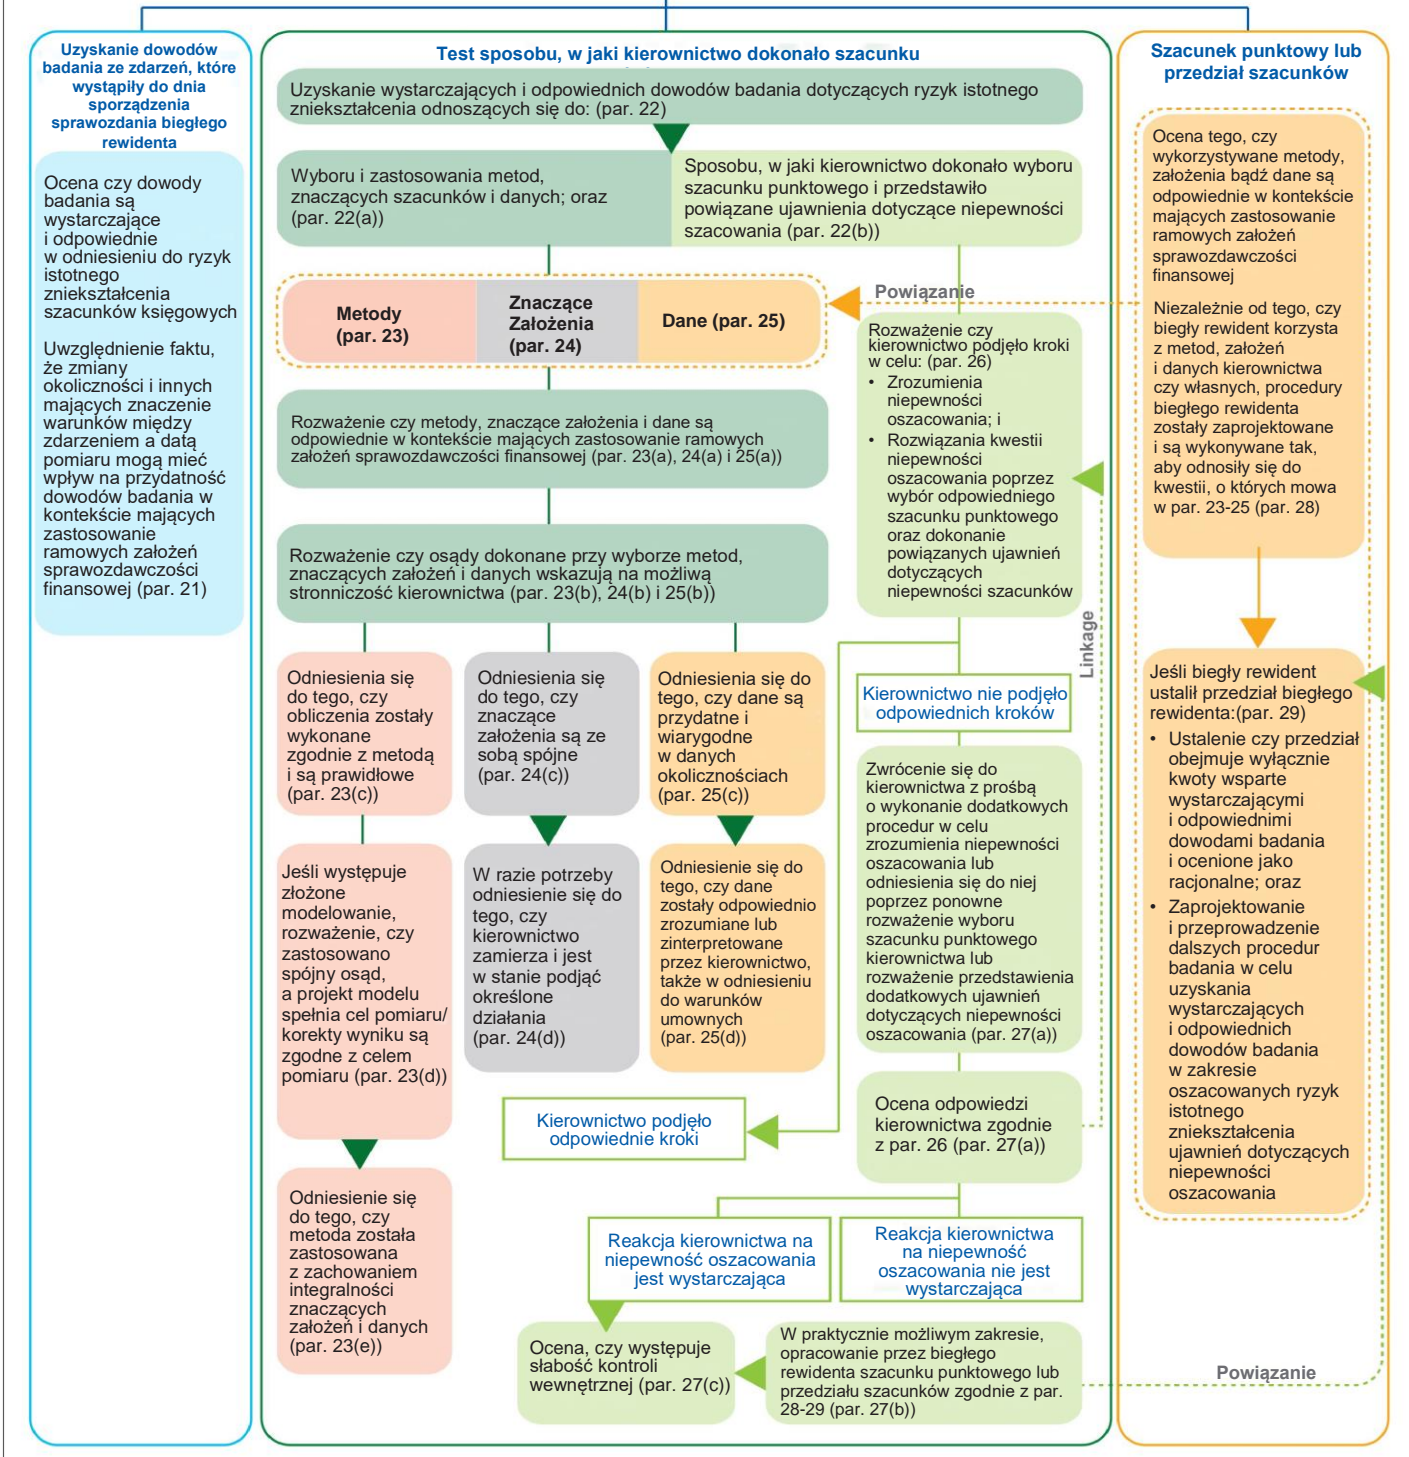 Uzyskanie dowodów
badania ze zdarzeń, które
wystąpiły do dnia
sporządzenia
sprawozdania biegłego
rewidenta
Ocena czy dowody
badania są
wystarczające
i odpowiednie
w odniesieniu do ryzyk
istotnego
zniekształcenia
szacunków księgowych
Uwzględnienie faktu,
że zmiany
okoliczności i innych
mających znaczenie
warunków między
zdarzeniem a datą
pomiaru mogą mieć
wpływ na przydatność
dowodów badania w
kontekście mających
zastosowanie
ramowych założeń
sprawozdawczości
finansowej (par. 21)
Test sposobu, w jaki kierownictwo dokonało szacunku
Uzyskanie wystarczających i odpowiednich dowodów badania dotyczących ryzyk istotnego
zniekształcenia odnoszących się do: (par. 22)
Wyboru i zastosowania metod,
znaczących szacunków i danych; oraz
(par. 22(a))
Sposobu, w jaki kierownictwo dokonało wyboru
szacunku punktowego i przedstawiło
powiązane ujawnienia dotyczące niepewności
szacowania (par. 22(b))
Metody
(par. 23)
Znaczące
Założenia
(par. 24)
Dane (par. 25)
Powiązanie
Rozważenie czy metody, znaczące założenia i dane są
odpowiednie w kontekście mających zastosowanie ramowych
założeń sprawozdawczości finansowej (par. 23(a), 24(a) i 25(a))
Rozważenie czy osądy dokonane przy wyborze metod,
znaczących założeń i danych wskazują na możliwą
stronniczość kierownictwa (par. 23(b), 24(b) i 25(b))
Odniesienia się
do tego, czy
obliczenia zostały
wykonane
zgodnie z metodą
i są prawidłowe
(par. 23(c))
Odniesienia się
do tego, czy
znaczące
założenia są ze
sobą spójne
(par. 24(c))
Odniesienia się do
tego, czy dane są
przydatne i
wiarygodne
w danych
okolicznościach
(par. 25(c))
Jeśli występuje
złożone
modelowanie,
rozważenie, czy
zastosowano
spójny osąd,
a projekt modelu
spełnia cel pomiaru/
korekty wyniku są
zgodne z celem
pomiaru (par. 23(d))
W razie potrzeby
odniesienie się do
tego, czy
kierownictwo
zamierza i jest
w stanie podjąć
określone
działania
(par. 24(d))
Odniesienie się do
tego, czy dane
zostały odpowiednio
zrozumiane lub
zinterpretowane
przez kierownictwo,
także w odniesieniu
do warunków
umownych
(par. 25(d))
Odniesienie się
do tego, czy
metoda została
zastosowana
z zachowaniem
integralności
znaczących
założeń i danych
(par. 23(e))
Rozważenie czy
kierownictwo podjęło kroki
w celu: (par. 26)
• Zrozumienia
niepewności
oszacowania; i
• Rozwiązania kwestii
niepewności
oszacowania poprzez
wybór odpowiedniego
szacunku punktowego
oraz dokonanie
powiązanych ujawnień
dotyczących
niepewności szacunków
Linkage
Kierownictwo nie podjęło
odpowiednich kroków
Zwrócenie się do
kierownictwa z prośbą
o wykonanie dodatkowych
procedur w celu
zrozumienia niepewności
oszacowania lub
odniesienia się do niej
poprzez ponowne
rozważenie wyboru
szacunku punktowego
kierownictwa lub
rozważenie przedstawienia
dodatkowych ujawnień
dotyczących niepewności
oszacowania (par. 27(a))
Kierownictwo podjęło
odpowiednie kroki
Ocena odpowiedzi
kierownictwa zgodnie
z par. 26 (par. 27(a))
Reakcja kierownictwa na
niepewność oszacowania
jest wystarczająca
Reakcja kierownictwa
na niepewność
oszacowania nie jest
wystarczająca
Ocena, czy występuje
słabość kontroli
wewnętrznej (par. 27(c))
W praktycznie możliwym zakresie,
opracowanie przez biegłego
rewidenta szacunku punktowego lub
przedziału szacunków zgodnie z par.
28-29 (par. 27(b))
Powiązanie
Szacunek punktowy lub
przedział szacunków
Ocena tego, czy
wykorzystywane metody,
założenia bądź dane są
odpowiednie w kontekście
mających zastosowanie
ramowych założeń
sprawozdawczości
finansowej
Niezależnie od tego, czy
biegły rewident korzysta
z metod, założeń
i danych kierownictwa
czy własnych, procedury
biegłego rewidenta
zostały zaprojektowane
i są wykonywane tak,
aby odnosiły się do
kwestii, o których mowa
w par. 23-25 (par. 28)
Jeśli biegły rewident
ustalił przedział biegłego
rewidenta:(par. 29)
• Ustalenie czy przedział
obejmuje wyłącznie
kwoty wsparte
wystarczającymi
i odpowiednimi
dowodami badania
i ocenione jako
racjonalne; oraz
• Zaprojektowanie
i przeprowadzenie
dalszych procedur
badania w celu
uzyskania
wystarczających
i odpowiednich
dowodów badania
w zakresie
oszacowanych ryzyk
istotnego
zniekształcenia
ujawnień dotyczących
niepewności
oszacowania